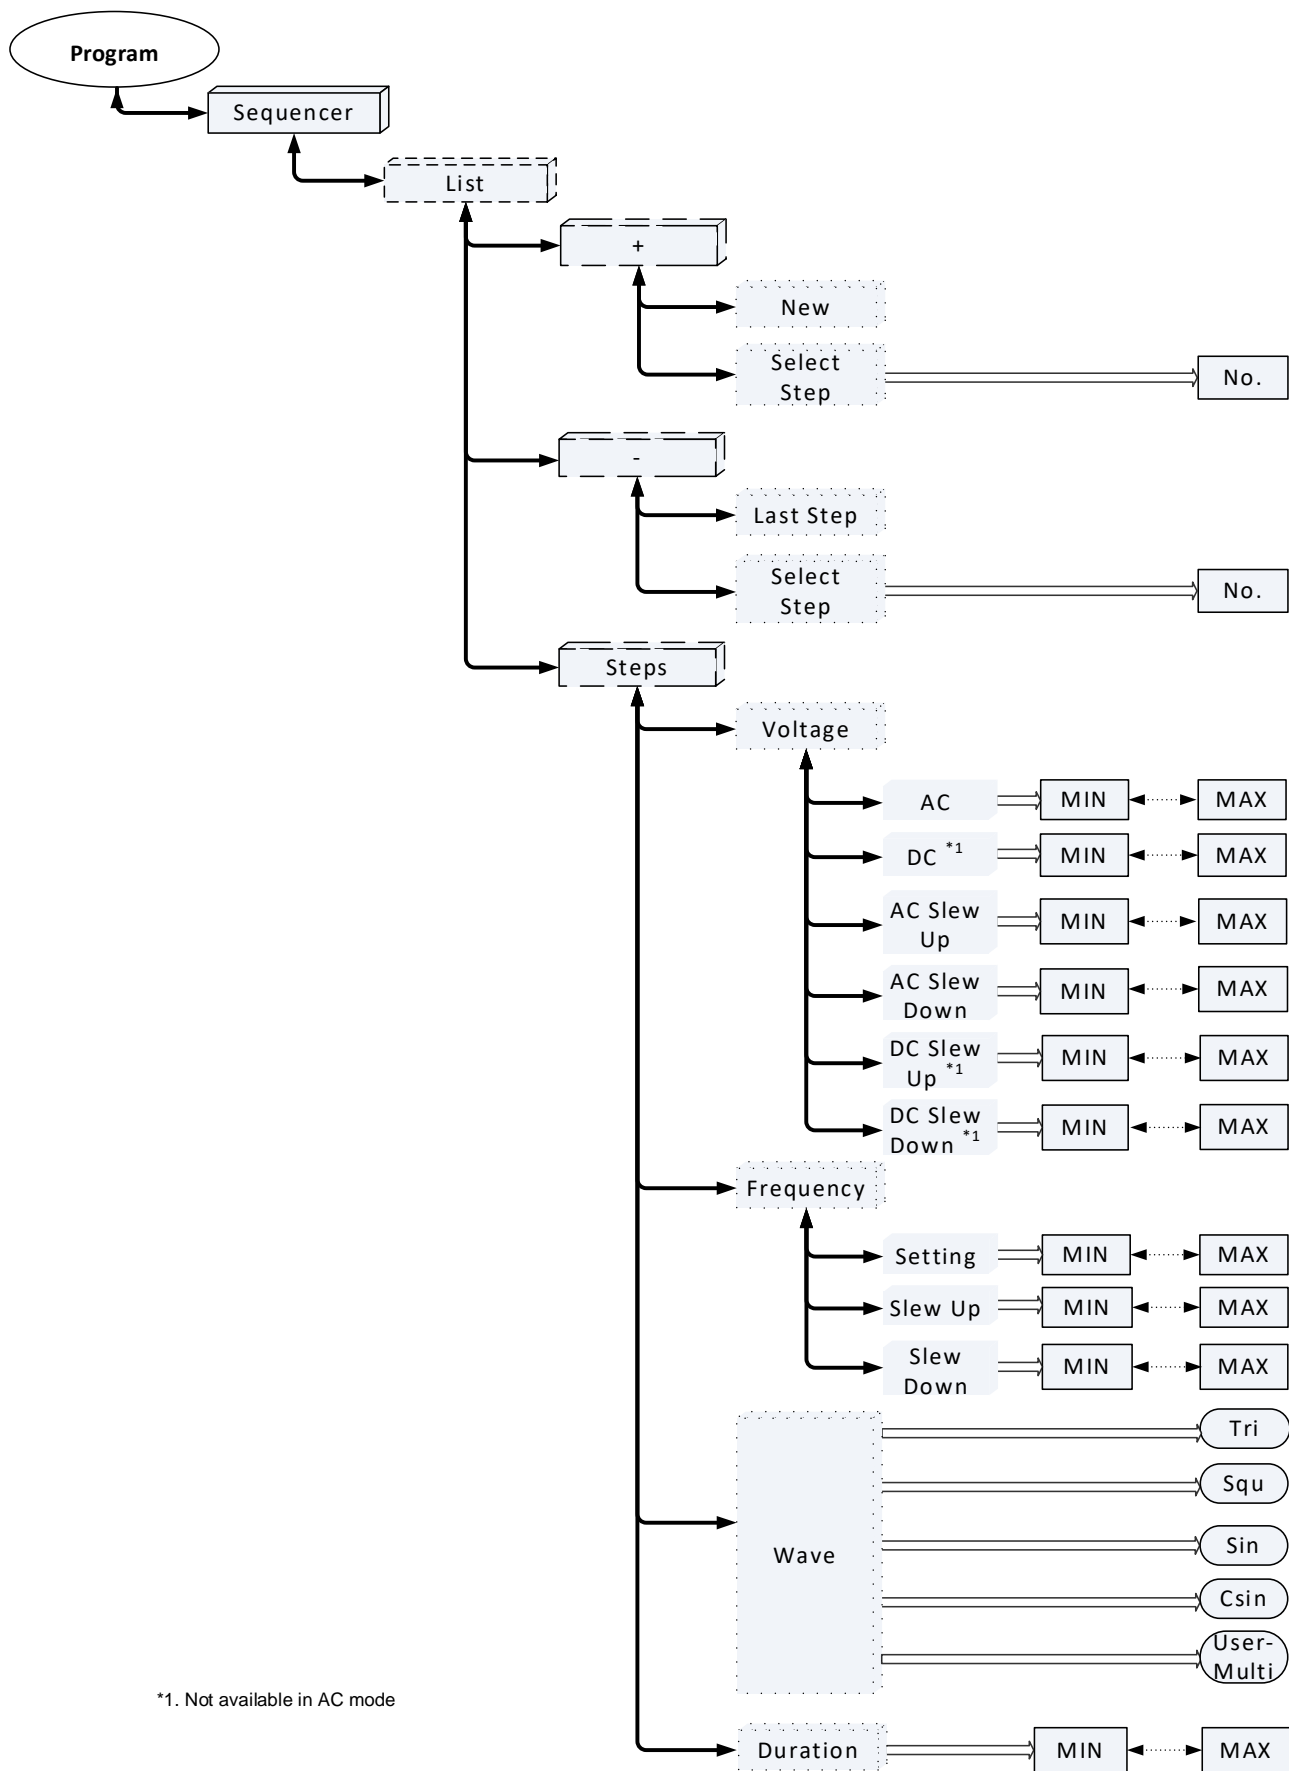 Program
Sequencer
List
+
New
Select
Step
No.
-
Last Step
Select
Step
No.
Steps
Voltage
AC MIN MAX
DC *1 MIN MAX
AC Slew
Up
MIN MAX
AC Slew
Down
MIN MAX
DC Slew
Up *1
MIN MAX
DC Slew
Down *1
MIN MAX
Frequency
Setting MIN MAX
Slew Up MIN MAX
Slew
Down
MIN MAX
Wave
Tri
Squ
Sin
Csin
User-
Multi
*1. Not available in AC mode
Duration MIN MAX